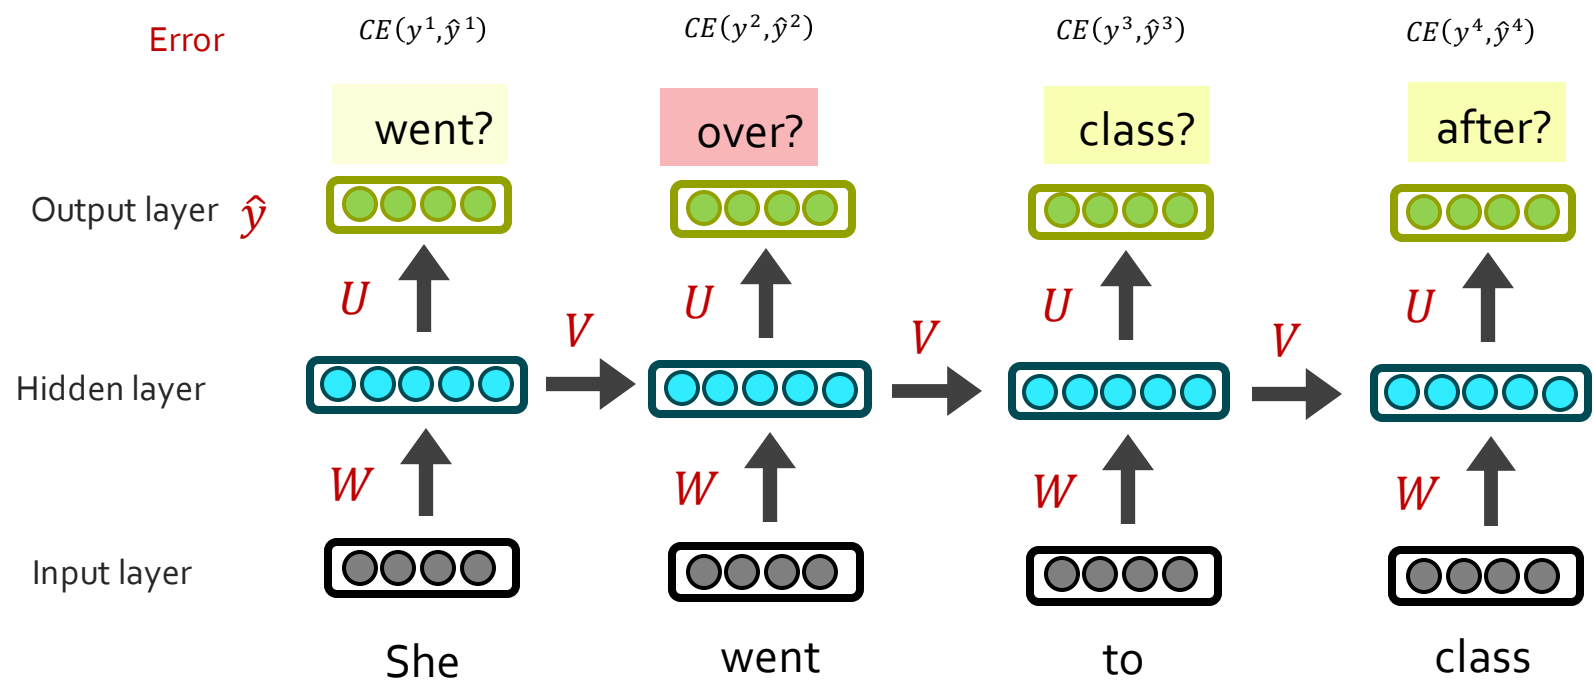 Error
CE(y¹,ŷ¹)
CE(y²,ŷ²)
CE(y³,ŷ³)
CE(y⁴,ŷ⁴)
went?
over?
class?
after?
Output layer ŷ
U
U
U
U
V
V
V
Hidden layer
W
W
W
W
Input layer
She
went
to
class